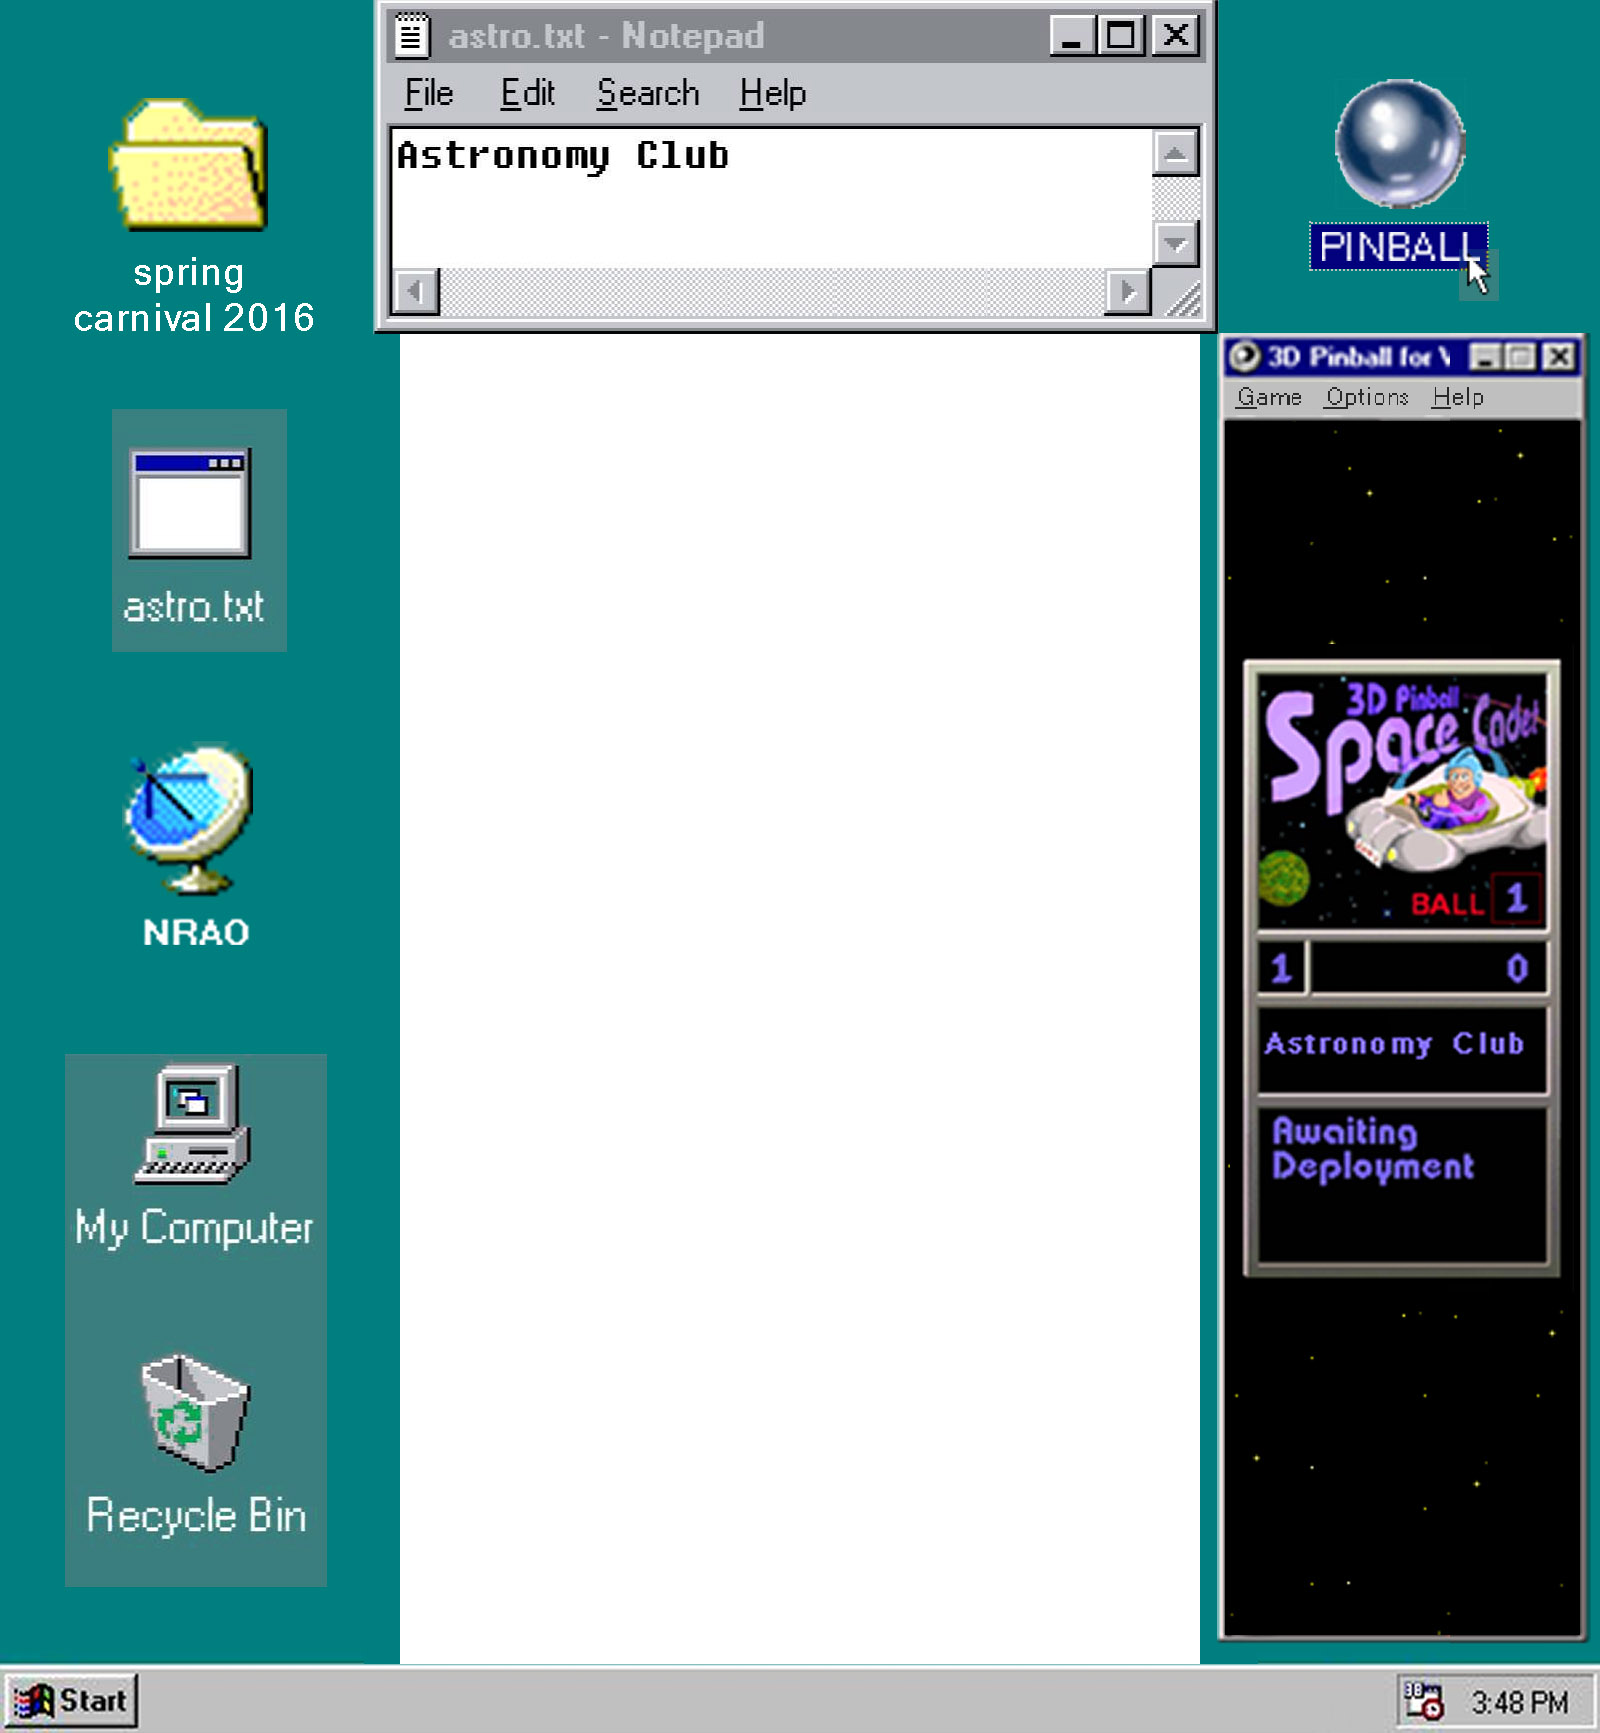 astro.txt - Notepad
File Edit Search Help
Astronomy Club
spring
carnival 2016
astro.txt
NRAO
My Computer
Recycle Bin
PINBALL
3D Pinball for
Game Options Help
3D Pinball
Space Cadet
BALL 1
1 0
Astronomy Club
Awaiting
Deployment
Start
3:48 PM